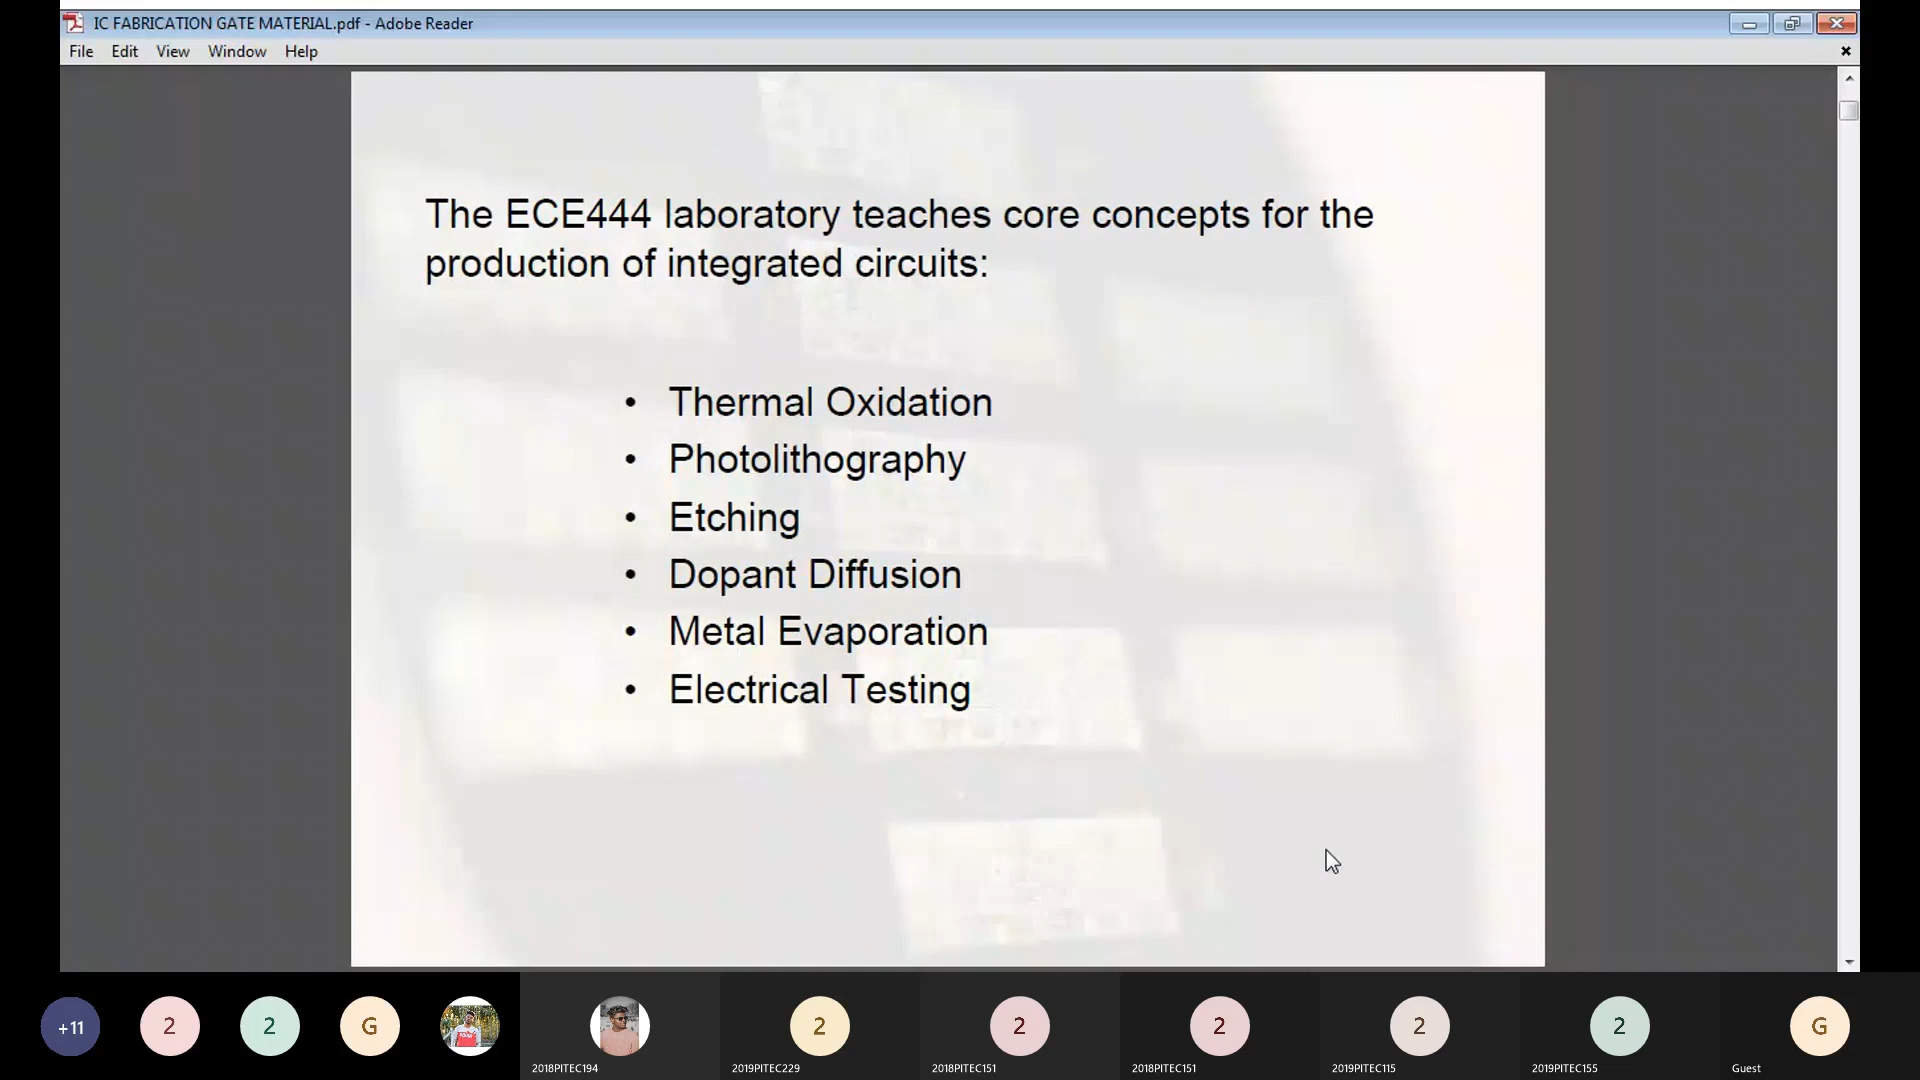 IC FABRICATION GATE MATERIAL.pdf - Adobe Reader
File Edit View Window Help
The ECE444 laboratory teaches core concepts for the
production of integrated circuits:
• Thermal Oxidation
• Photolithography
• Etching
• Dopant Diffusion
• Metal Evaporation
• Electrical Testing
+11 2 2 G 2 2 2 2 2 G
2018PITEC194 2019PITEC229 2018PITEC151 2018PITEC151 2019PITEC115 2019PITEC155 Guest